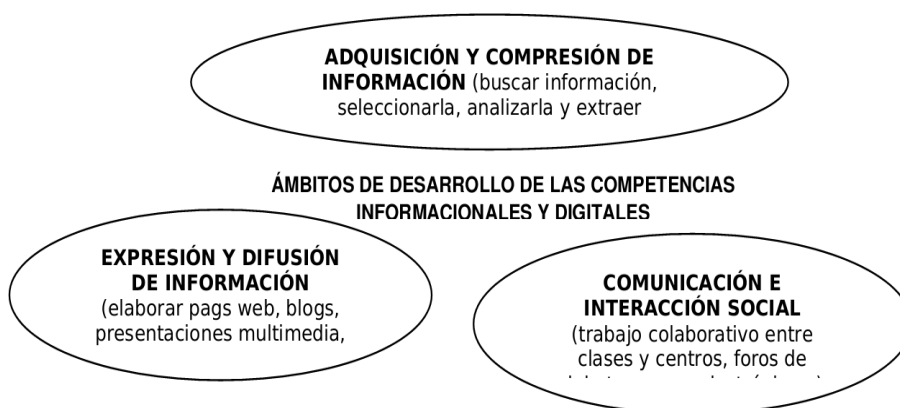 ADQUISICIÓN Y COMPRESIÓN DE
INFORMACIÓN (buscar información,
seleccionarla, analizarla y extraer
ÁMBITOS DE DESARROLLO DE LAS COMPETENCIAS
INFORMACIONALES Y DIGITALES
EXPRESIÓN Y DIFUSIÓN
DE INFORMACIÓN
(elaborar pags web, blogs,
presentaciones multimedia,
COMUNICACIÓN E
INTERACCIÓN SOCIAL
(trabajo colaborativo entre
clases y centros, foros de